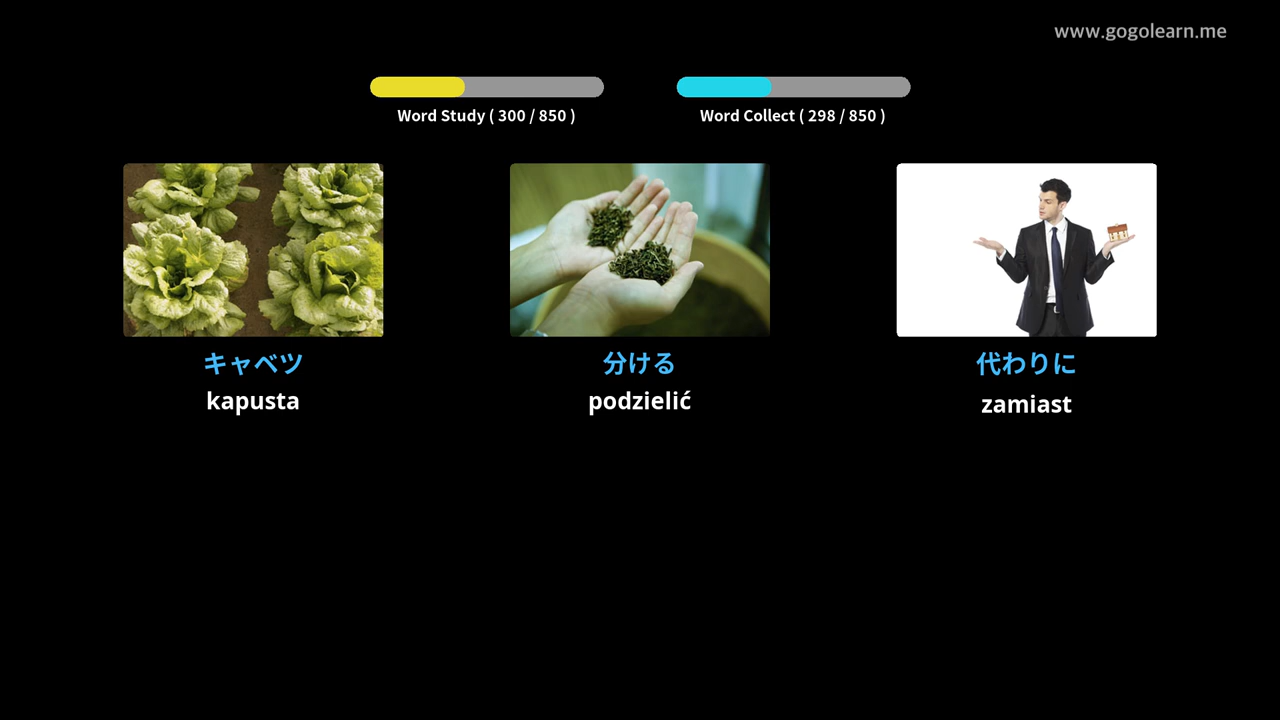 www.gogolearn.me
Word Study ( 300 / 850 )
Word Collect ( 298 / 850 )
キャベツ
kapusta
分ける
podzielić
代わりに
zamiast